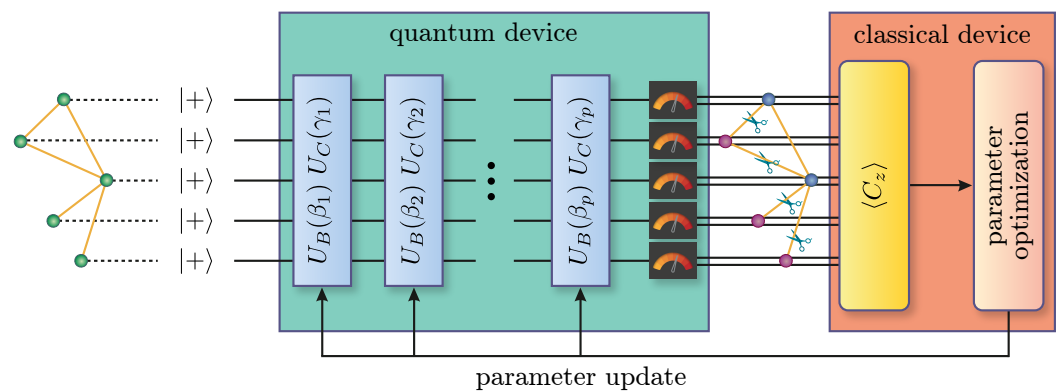 quantum device
classical device
|+⟩
|+⟩
|+⟩
|+⟩
|+⟩
U_B(β_1) U_C(γ_1)
U_B(β_2) U_C(γ_2)
U_B(β_p) U_C(γ_p)
⟨C_z⟩
parameter
optimization
parameter update